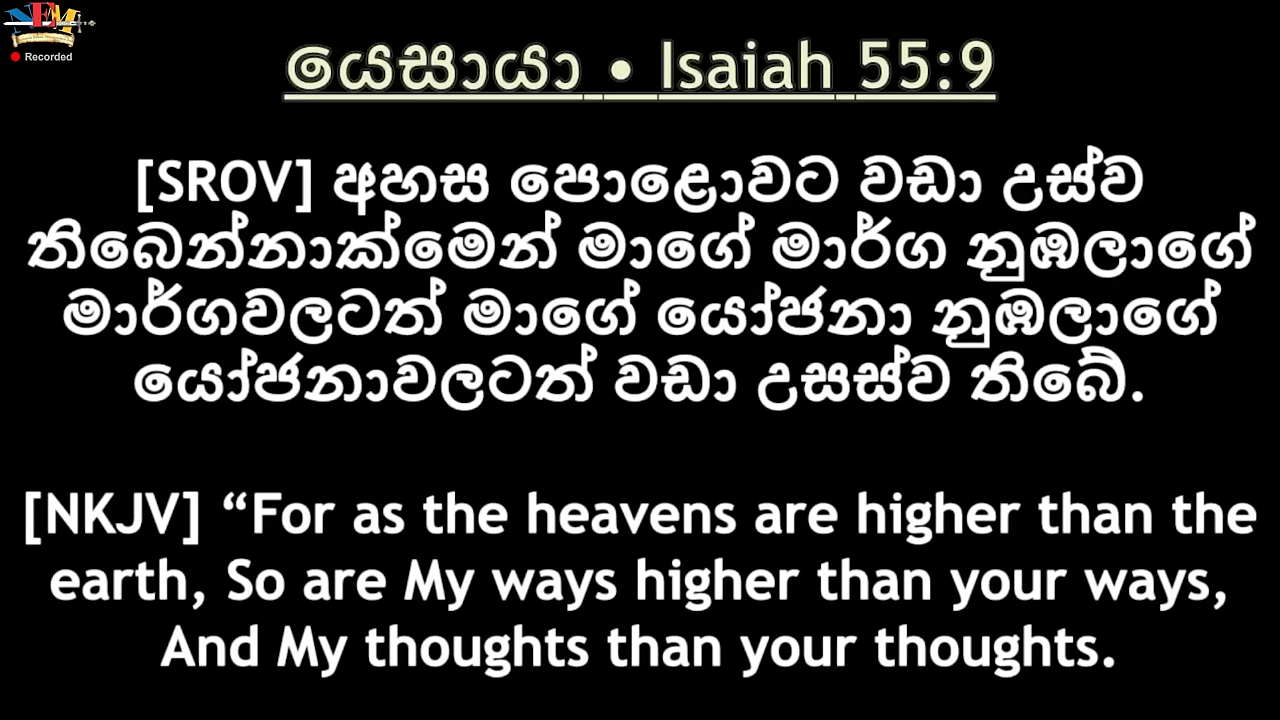 NEM
Recorded
යෙසායා • Isaiah 55:9
[SROV] අහස පොළොවට වඩා උස්ව
තිබෙන්නාක්මෙන් මාගේ මාර්ග නුඹලාගේ
මාර්ගවලටත් මාගේ යෝජනා නුඹලාගේ
යෝජනාවලටත් වඩා උසස්ව තිබේ.
[NKJV] “For as the heavens are higher than the
earth, So are My ways higher than your ways,
And My thoughts than your thoughts.